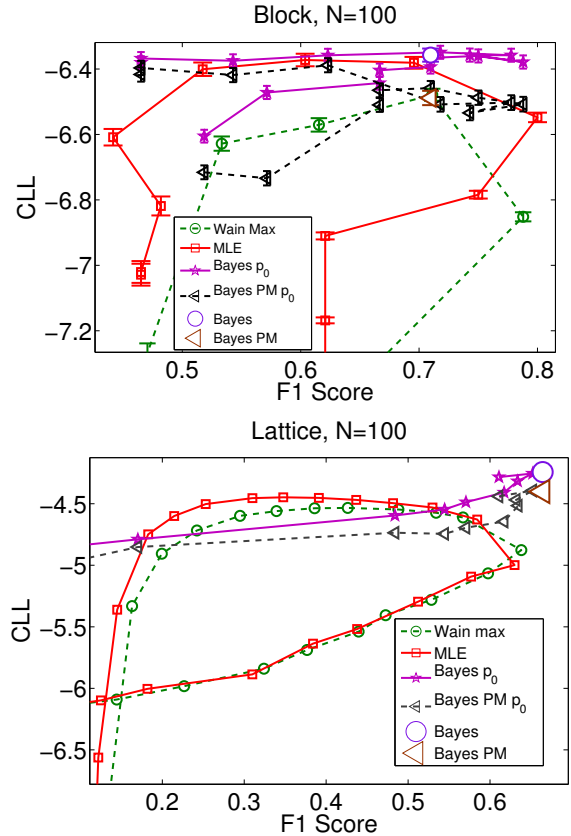 Block, N=100
−6.4
−6.6
−6.8
−7
−7.2
CLL
Wain Max
MLE
Bayes p0
Bayes PM p0
Bayes
Bayes PM
0.5 0.6 0.7 0.8
F1 Score
Lattice, N=100
−4.5
−5
−5.5
−6
−6.5
CLL
Wain max
MLE
Bayes p0
Bayes PM p0
Bayes
Bayes PM
0.2 0.3 0.4 0.5 0.6
F1 Score